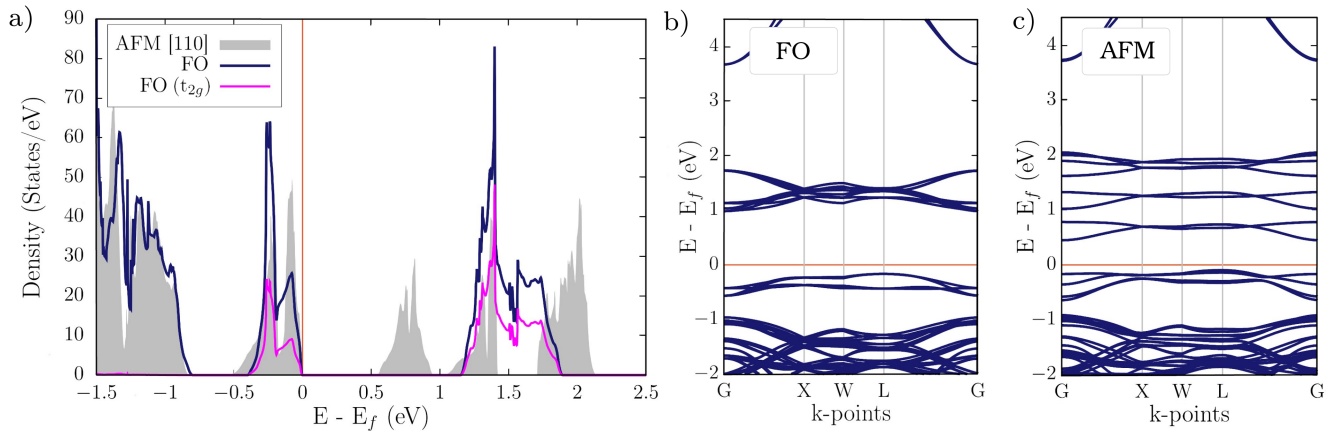 a)
90
80
70
60
50
40
30
20
10
0
Density (States/eV)
AFM [110]
FO
FO (t2g)
−1.5 −1 −0.5 0 0.5 1 1.5 2 2.5
E - Ef (eV)
b)
FO
4
3
2
1
0
−1
−2
E - Ef (eV)
G X W L G
k-points
c)
AFM
4
3
2
1
0
−1
−2
E - Ef (eV)
G X W L G
k-points